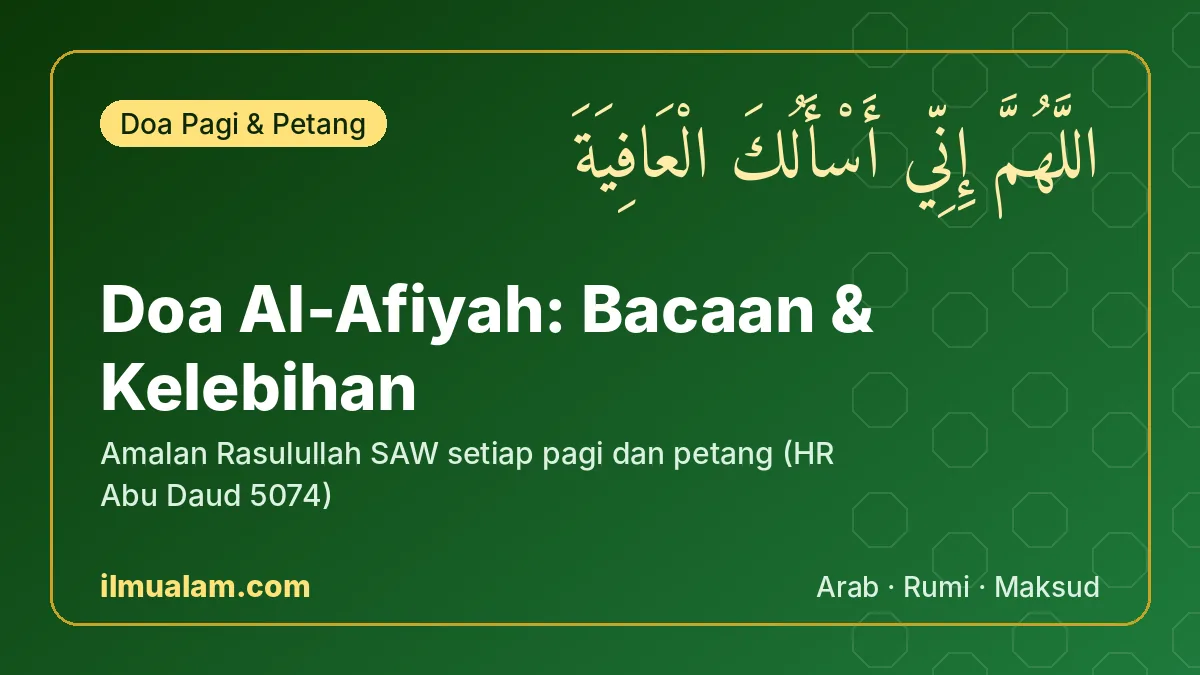 Doa Pagi & Petang
اللَّهُمَّ إِنِّي أَسْأَلُكَ الْعَافِيَةَ
Doa Al-Afiyah: Bacaan &
Kelebihan
Amalan Rasulullah SAW setiap pagi dan petang (HR
Abu Daud 5074)
ilmualam.com
Arab · Rumi · Maksud